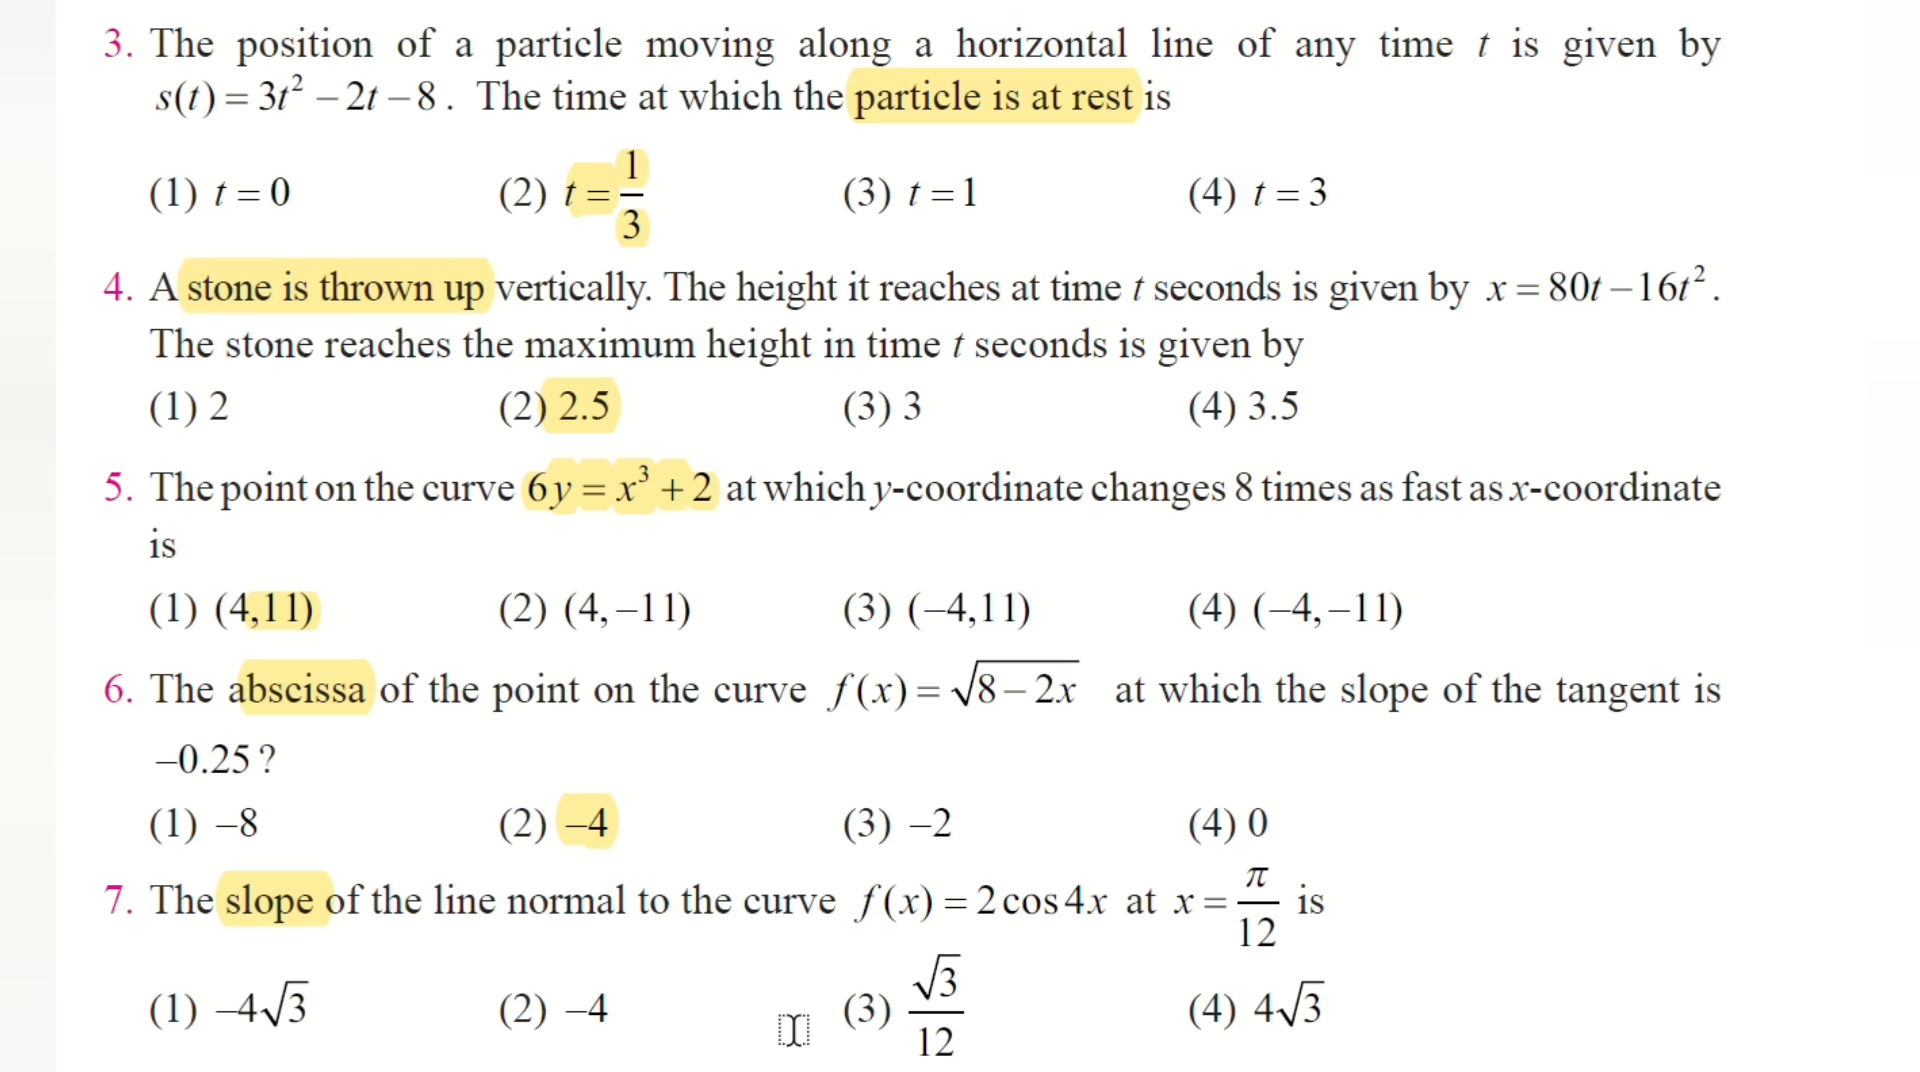 3. The position of a particle moving along a horizontal line of any time t is given by
s(t) = 3t² – 2t – 8. The time at which the particle is at rest is
(1) t = 0 (2) t = 1/3 (3) t = 1 (4) t = 3
4. A stone is thrown up vertically. The height it reaches at time t seconds is given by x = 80t – 16t².
The stone reaches the maximum height in time t seconds is given by
(1) 2 (2) 2.5 (3) 3 (4) 3.5
5. The point on the curve 6y = x³ + 2 at which y-coordinate changes 8 times as fast as x-coordinate
is
(1) (4,11) (2) (4,–11) (3) (–4,11) (4) (–4,–11)
6. The abscissa of the point on the curve f(x) = √(8 – 2x) at which the slope of the tangent is
–0.25 ?
(1) –8 (2) –4 (3) –2 (4) 0
7. The slope of the line normal to the curve f(x) = 2cos4x at x = π/12 is
(1) –4√3 (2) –4 (3) √3/12 (4) 4√3